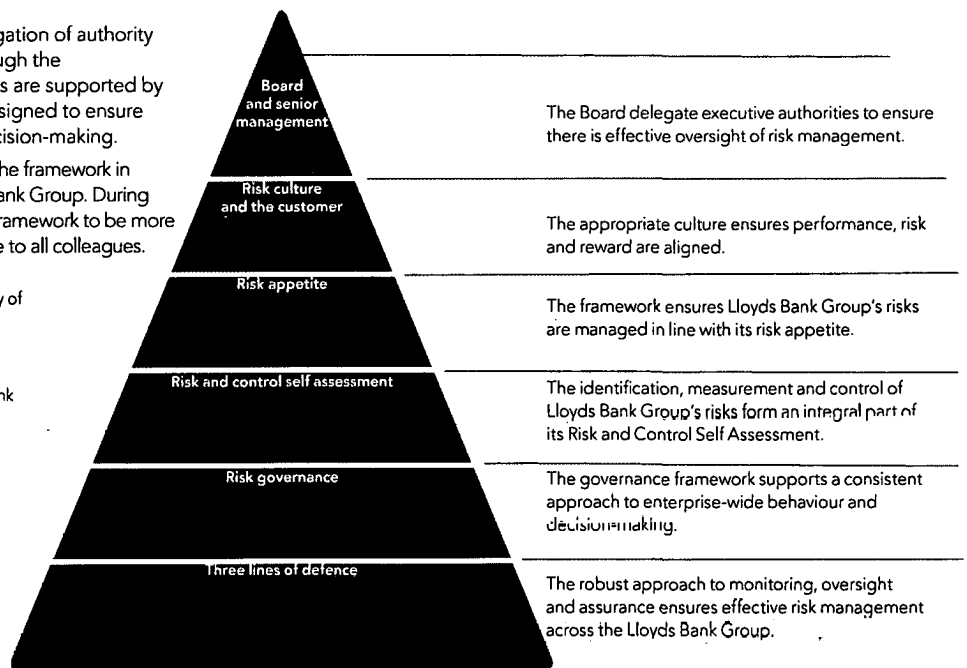 gation of authority
ugh the
s are supported by
signed to ensure
cision-making.
he framework in
ank Group. During
ramework to be more
e to all colleagues.
y of
nk
Board
and senior
management
The Board delegate executive authorities to ensure
there is effective oversight of risk management.
Risk culture
and the customer
The appropriate culture ensures performance, risk
and reward are aligned.
Risk appetite
The framework ensures Lloyds Bank Group's risks
are managed in line with its risk appetite.
Risk and control self assessment
The identification, measurement and control of
Lloyds Bank Group's risks form an integral part of
its Risk and Control Self Assessment.
Risk governance
The governance framework supports a consistent
approach to enterprise-wide behaviour and
decision-making.
Three lines of defence
The robust approach to monitoring, oversight
and assurance ensures effective risk management
across the Lloyds Bank Group.